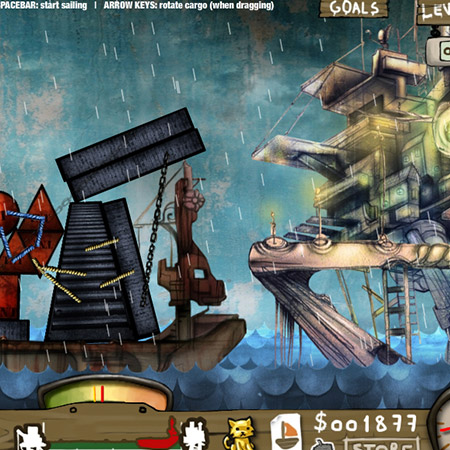 PACEBAR: start sailing | ARROW KEYS: rotate cargo (when dragging)
GOALS
LEV
$001877
STORE